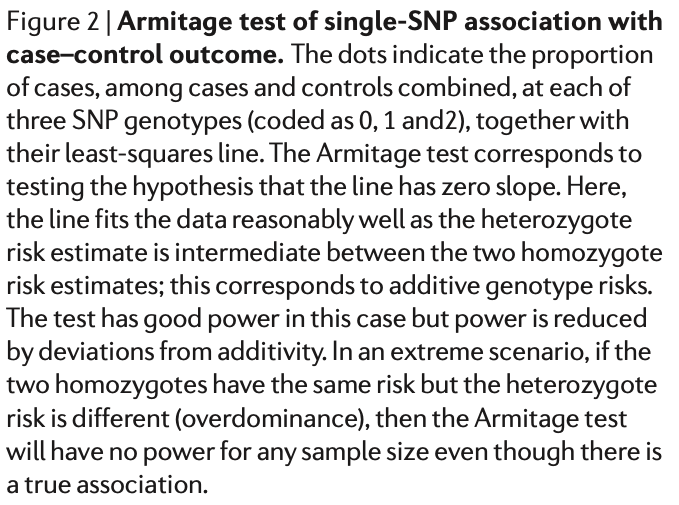 Figure 2 | Armitage test of single-SNP association with
case–control outcome. The dots indicate the proportion
of cases, among cases and controls combined, at each of
three SNP genotypes (coded as 0, 1 and2), together with
their least-squares line. The Armitage test corresponds to
testing the hypothesis that the line has zero slope. Here,
the line fits the data reasonably well as the heterozygote
risk estimate is intermediate between the two homozygote
risk estimates; this corresponds to additive genotype risks.
The test has good power in this case but power is reduced
by deviations from additivity. In an extreme scenario, if the
two homozygotes have the same risk but the heterozygote
risk is different (overdominance), then the Armitage test
will have no power for any sample size even though there is
a true association.